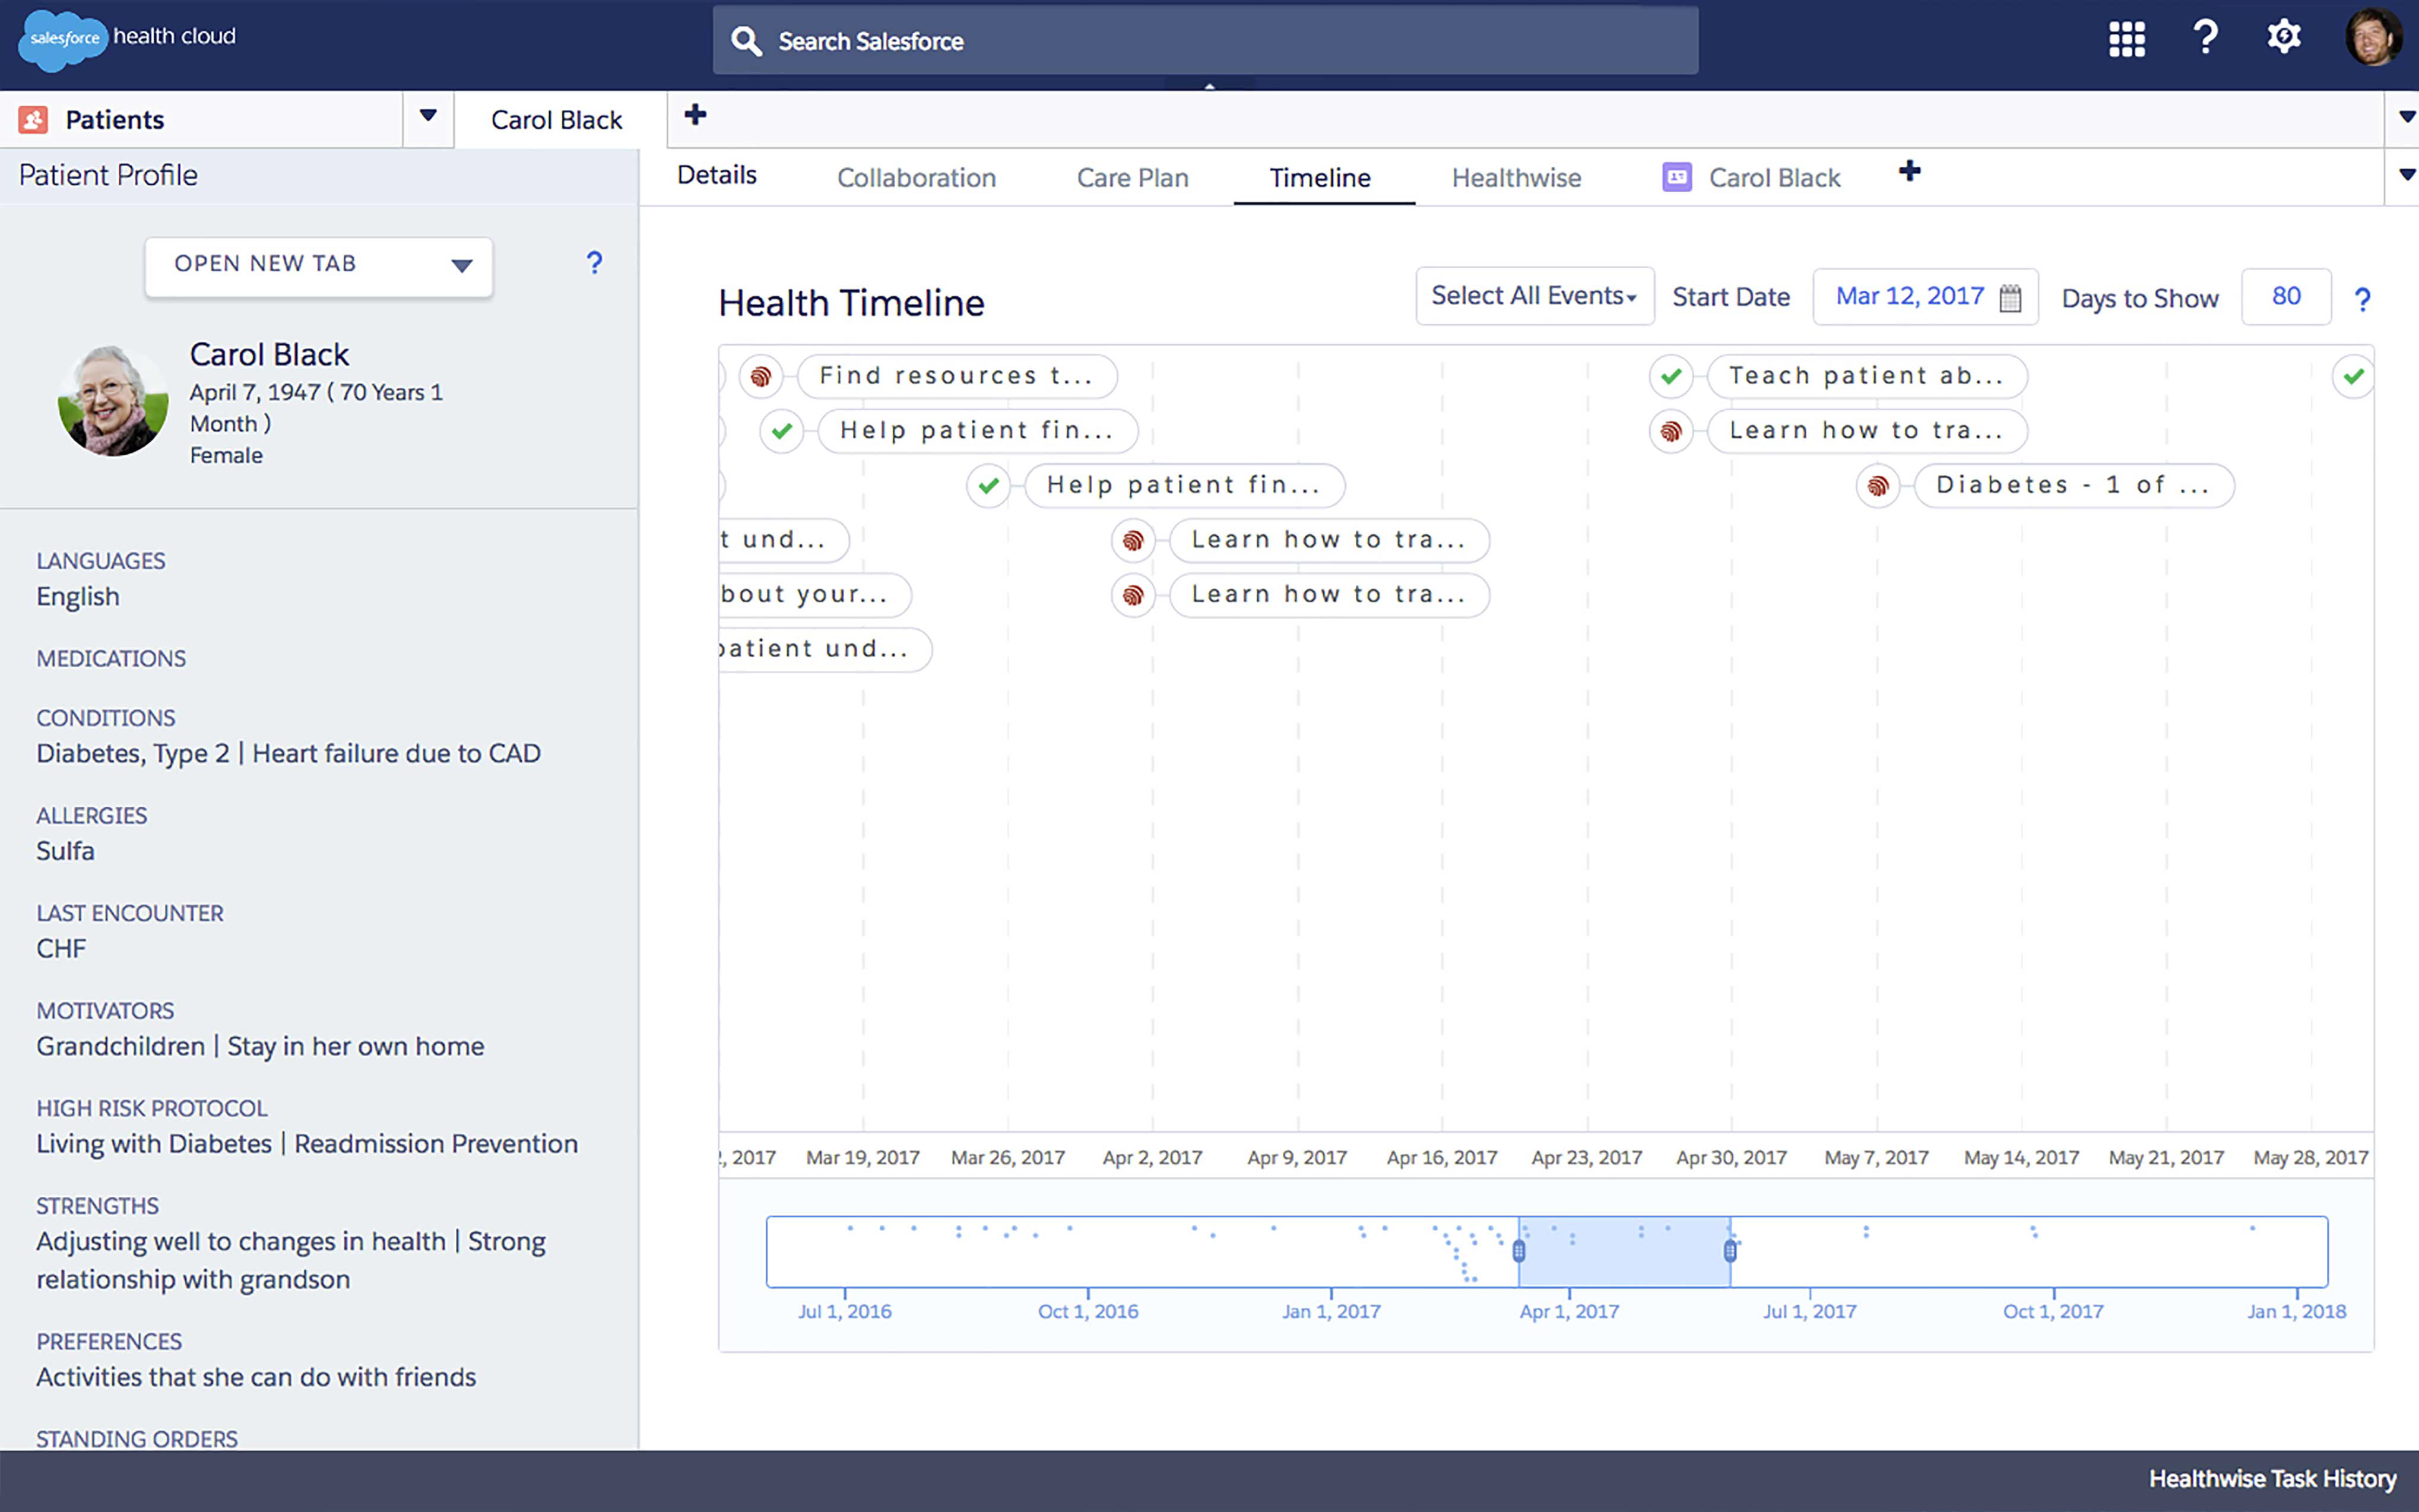 salesforce health cloud
Search Salesforce
Patients
Carol Black
Patient Profile
Details
Collaboration
Care Plan
Timeline
Healthwise
Carol Black
OPEN NEW TAB
?
Carol Black
April 7, 1947 ( 70 Years 1
Month )
Female
LANGUAGES
English
MEDICATIONS
CONDITIONS
Diabetes, Type 2 | Heart failure due to CAD
ALLERGIES
Sulfa
LAST ENCOUNTER
CHF
MOTIVATORS
Grandchildren | Stay in her own home
HIGH RISK PROTOCOL
Living with Diabetes | Readmission Prevention
STRENGTHS
Adjusting well to changes in health | Strong
relationship with grandson
PREFERENCES
Activities that she can do with friends
STANDING ORDERS
Health Timeline
Select All Events
Start Date
Mar 12, 2017
Days to Show
80
?
Find resources t...
Teach patient ab...
Help patient fin...
Learn how to tra...
Help patient fin...
Diabetes - 1 of ...
t und...
Learn how to tra...
bout your...
Learn how to tra...
patient und...
2, 2017
Mar 19, 2017
Mar 26, 2017
Apr 2, 2017
Apr 9, 2017
Apr 16, 2017
Apr 23, 2017
Apr 30, 2017
May 7, 2017
May 14, 2017
May 21, 2017
May 28, 2017
Jul 1, 2016
Oct 1, 2016
Jan 1, 2017
Apr 1, 2017
Jul 1, 2017
Oct 1, 2017
Jan 1, 2018
Healthwise Task History